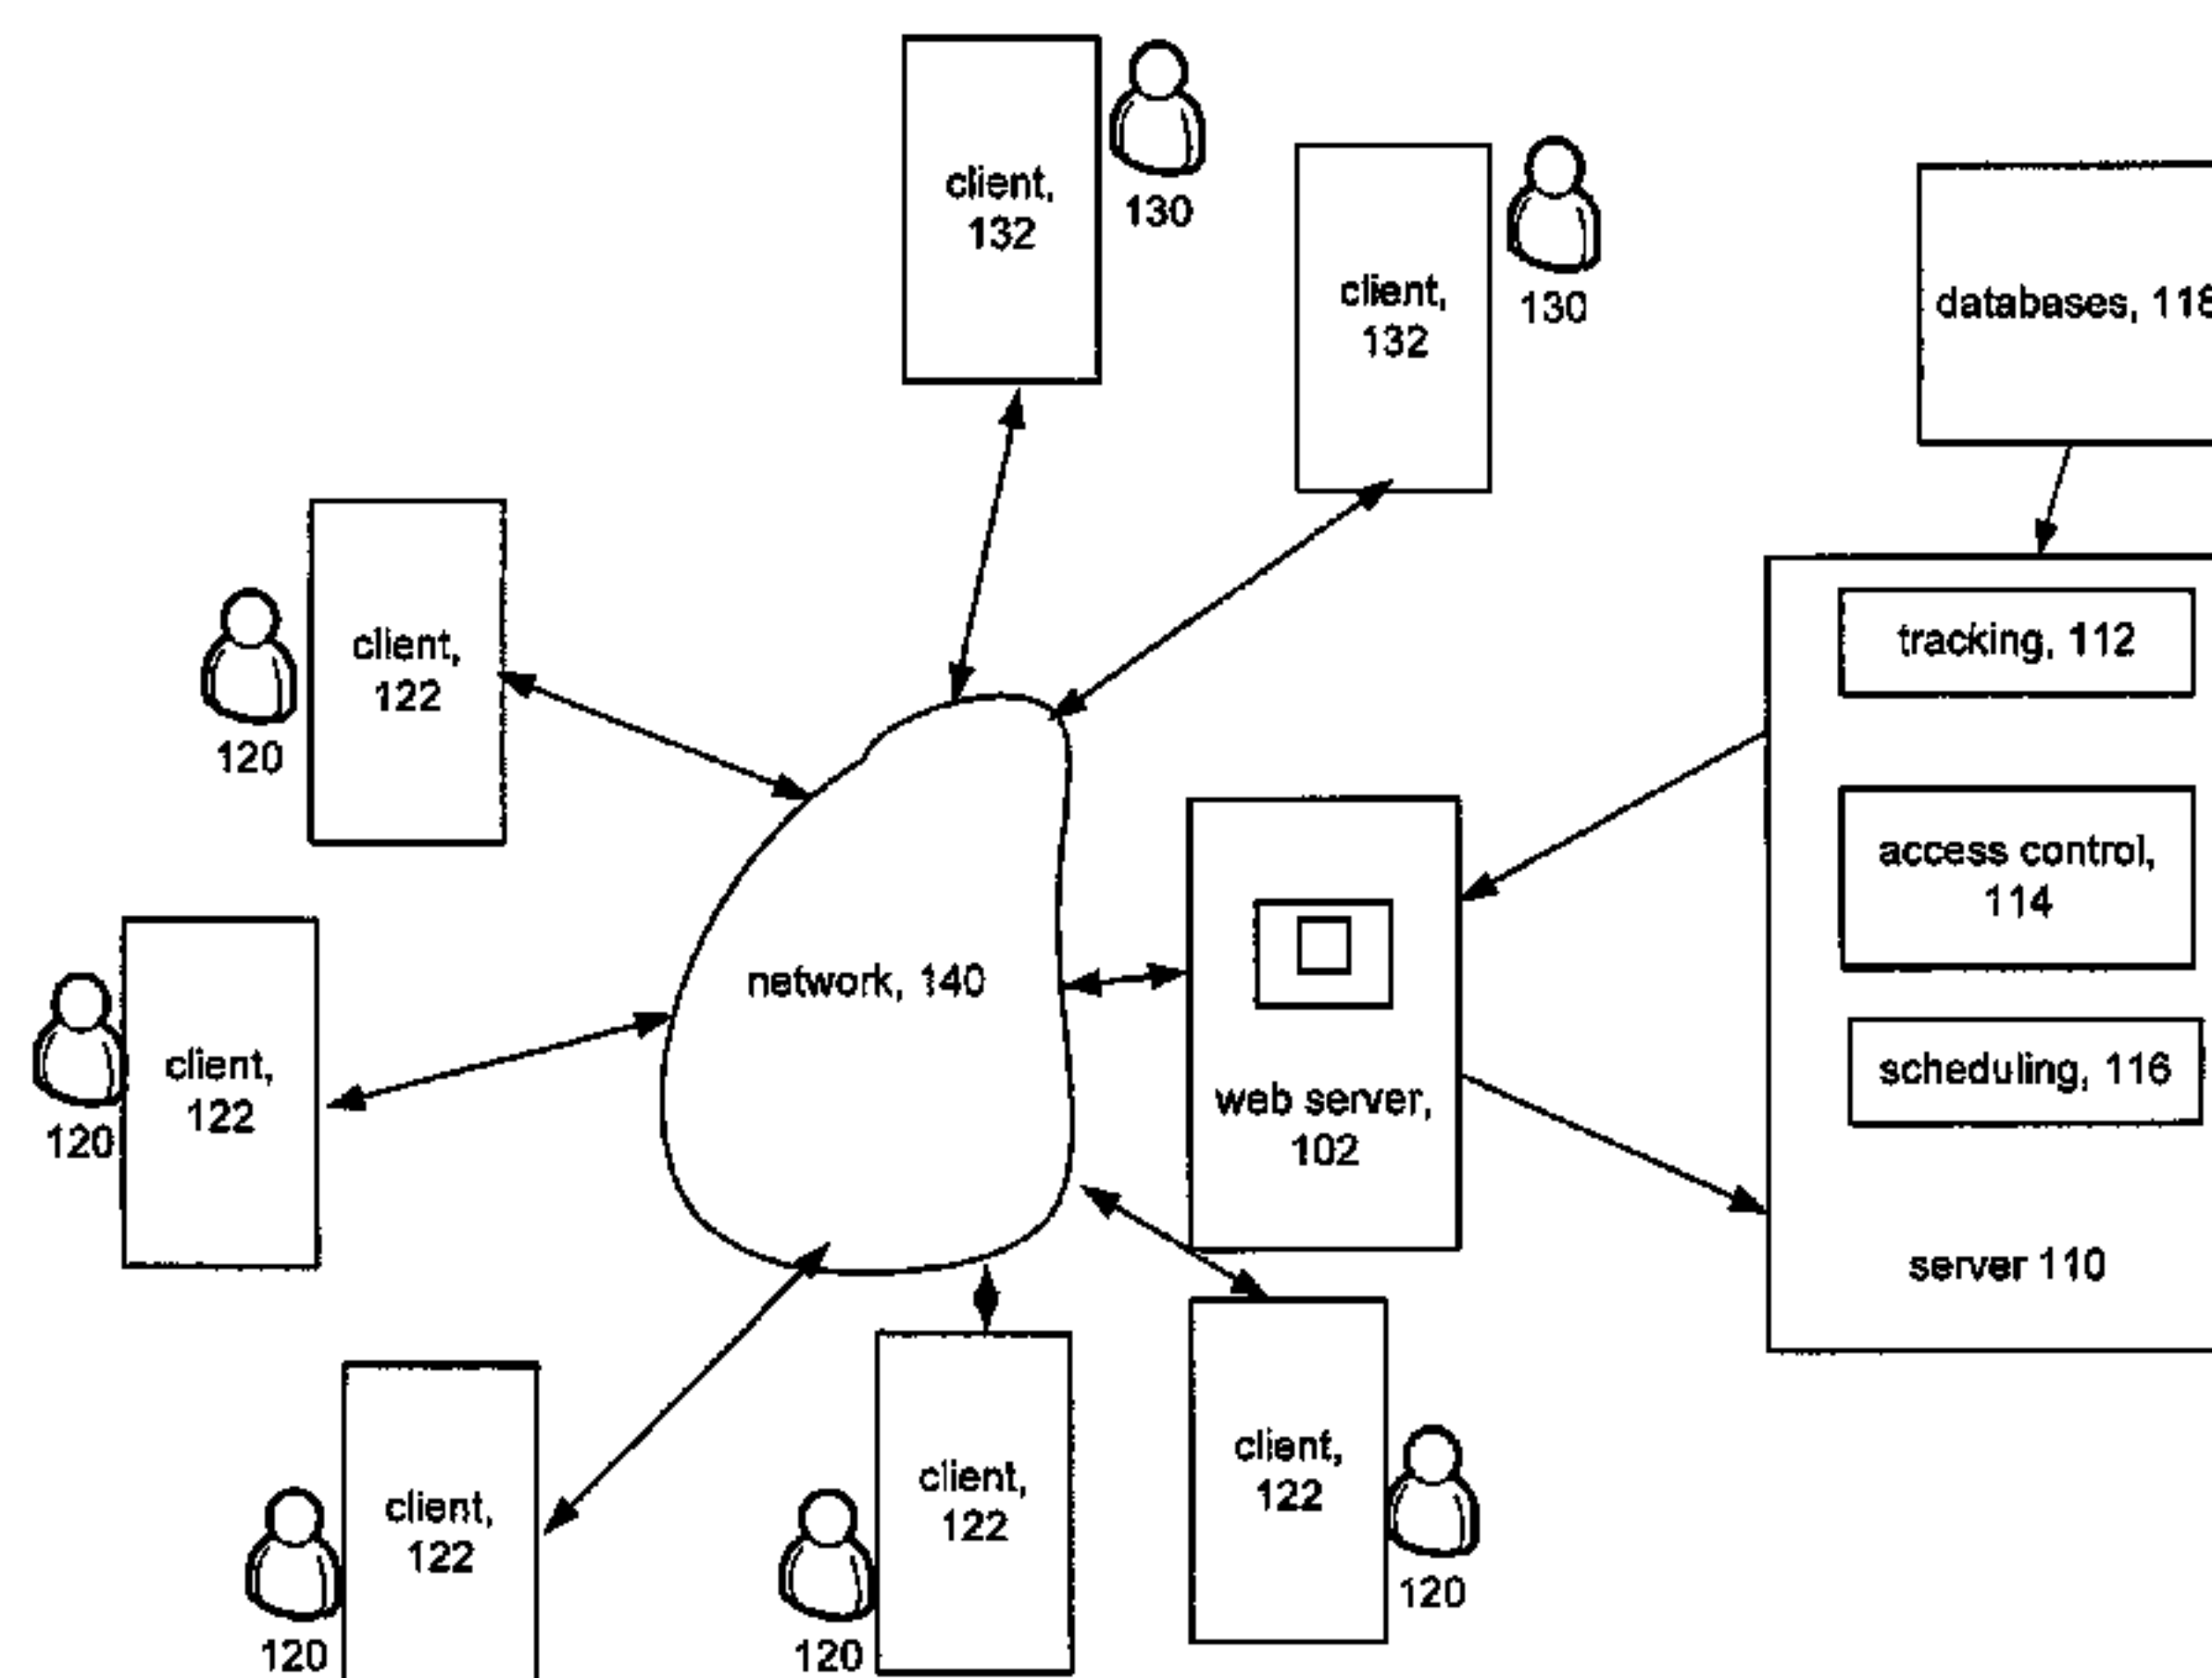 client,
132
130
client,
132
130
databases, 118
client,
122
120
tracking, 112
access control,
114
scheduling, 116
server 110
network, 140
web server,
102
client,
122
120
client,
122
120
client,
122
120
client,
122
120